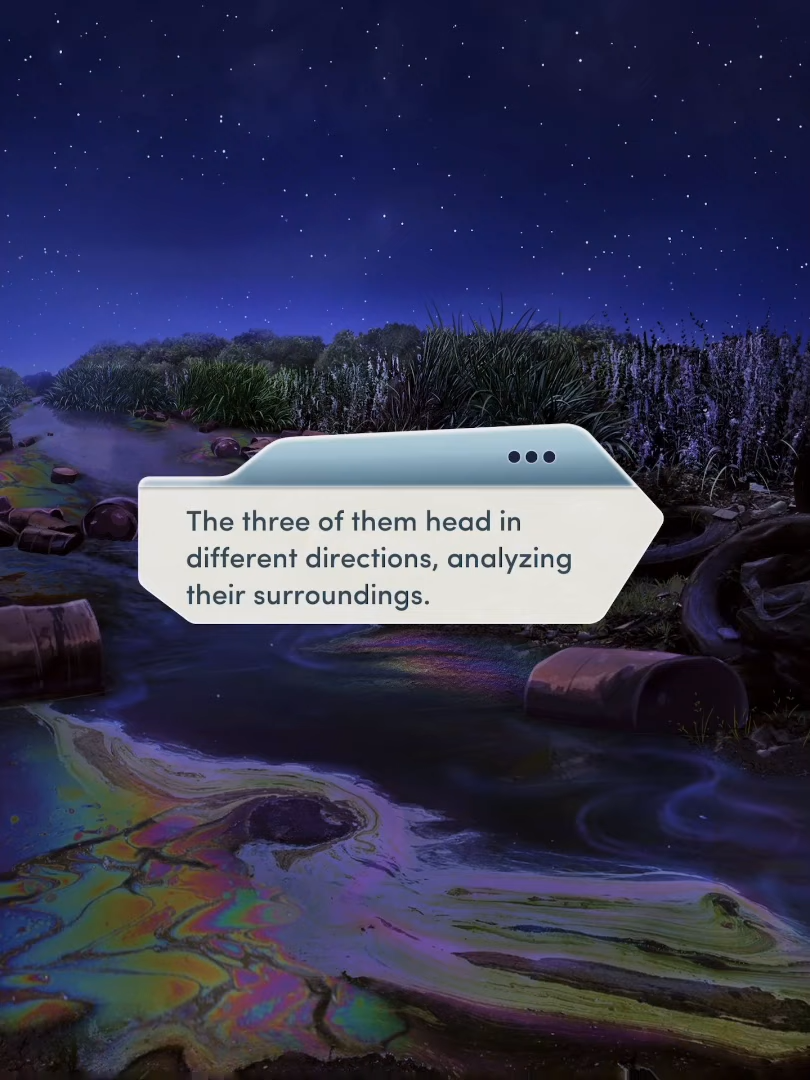 The three of them head in
different directions, analyzing
their surroundings.